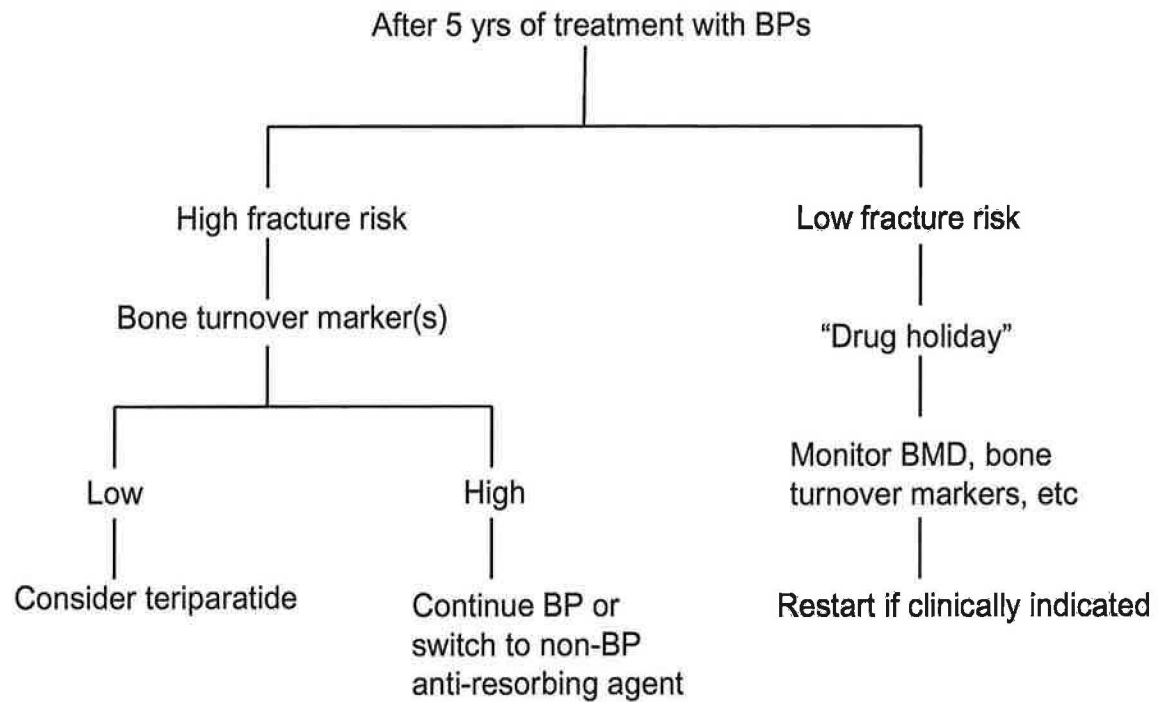 After 5 yrs of treatment with BPs
High fracture risk
Low fracture risk
Bone turnover marker(s)
“Drug holiday”
Low
High
Monitor BMD, bone
turnover markers, etc
Consider teriparatide
Continue BP or
switch to non-BP
anti-resorbing agent
Restart if clinically indicated